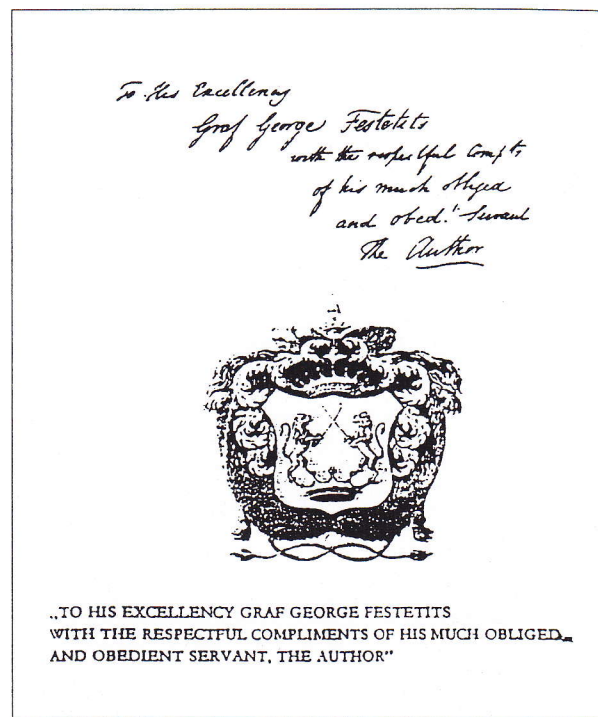 To His Excellency
Graf George Festetits
with the respectful Compts
of his much obliged
and obed.t Servant
The Author
„TO HIS EXCELLENCY GRAF GEORGE FESTETITS
WITH THE RESPECTFUL COMPLIMENTS OF HIS MUCH OBLIGED
AND OBEDIENT SERVANT, THE AUTHOR”